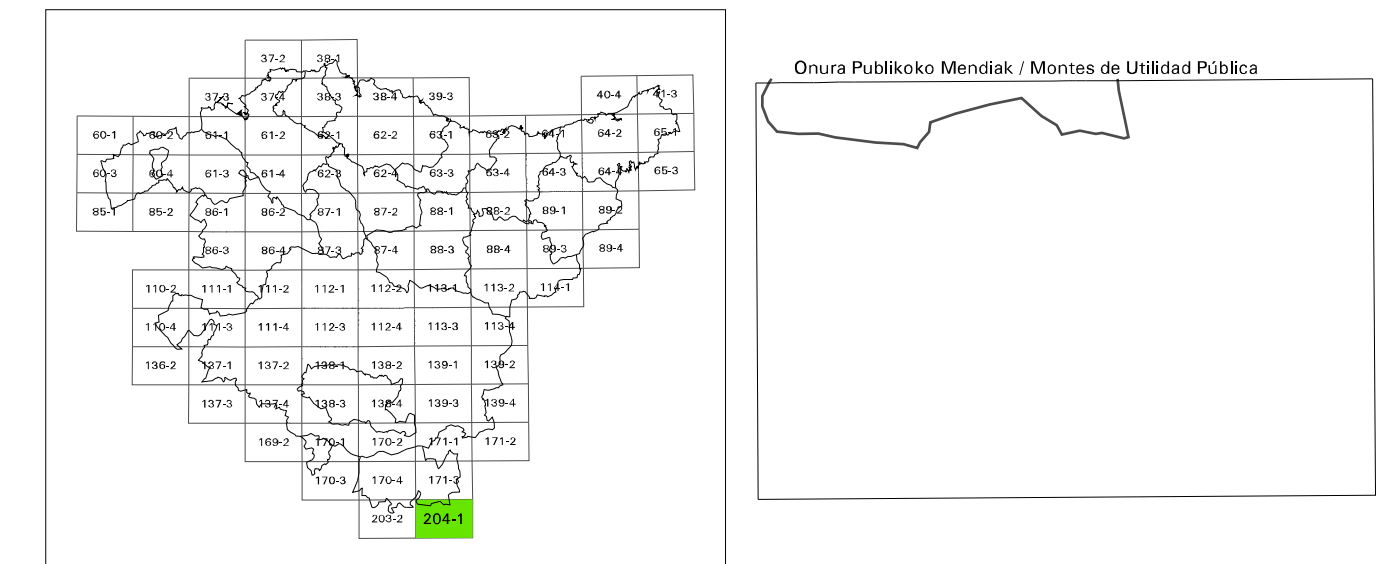 37-2 38-1
Onura Publikoko Mendiak / Montes de Utilidad Pública
37-3 37-4 38-3 38-4 39-3 40-4 41-3
60-1 60-2 61-1 61-2 62-1 62-2 63-1 63-2 64-1 64-2 65-1
60-3 60-4 61-3 61-4 62-3 62-4 63-3 63-4 64-3 64-4 65-3
85-1 85-2 86-1 86-2 87-1 87-2 88-1 88-2 89-1 89-2
86-3 86-4 87-3 87-4 88-3 88-4 89-3 89-4
110-2 111-1 111-2 112-1 112-2 113-1 113-2 114-1
110-4 111-3 111-4 112-3 112-4 113-3 113-4
136-2 137-1 137-2 138-1 138-2 139-1 139-2
137-3 137-4 138-3 138-4 139-3 139-4
169-2 170-1 170-2 171-1 171-2
170-3 170-4 171-3
203-2 204-1